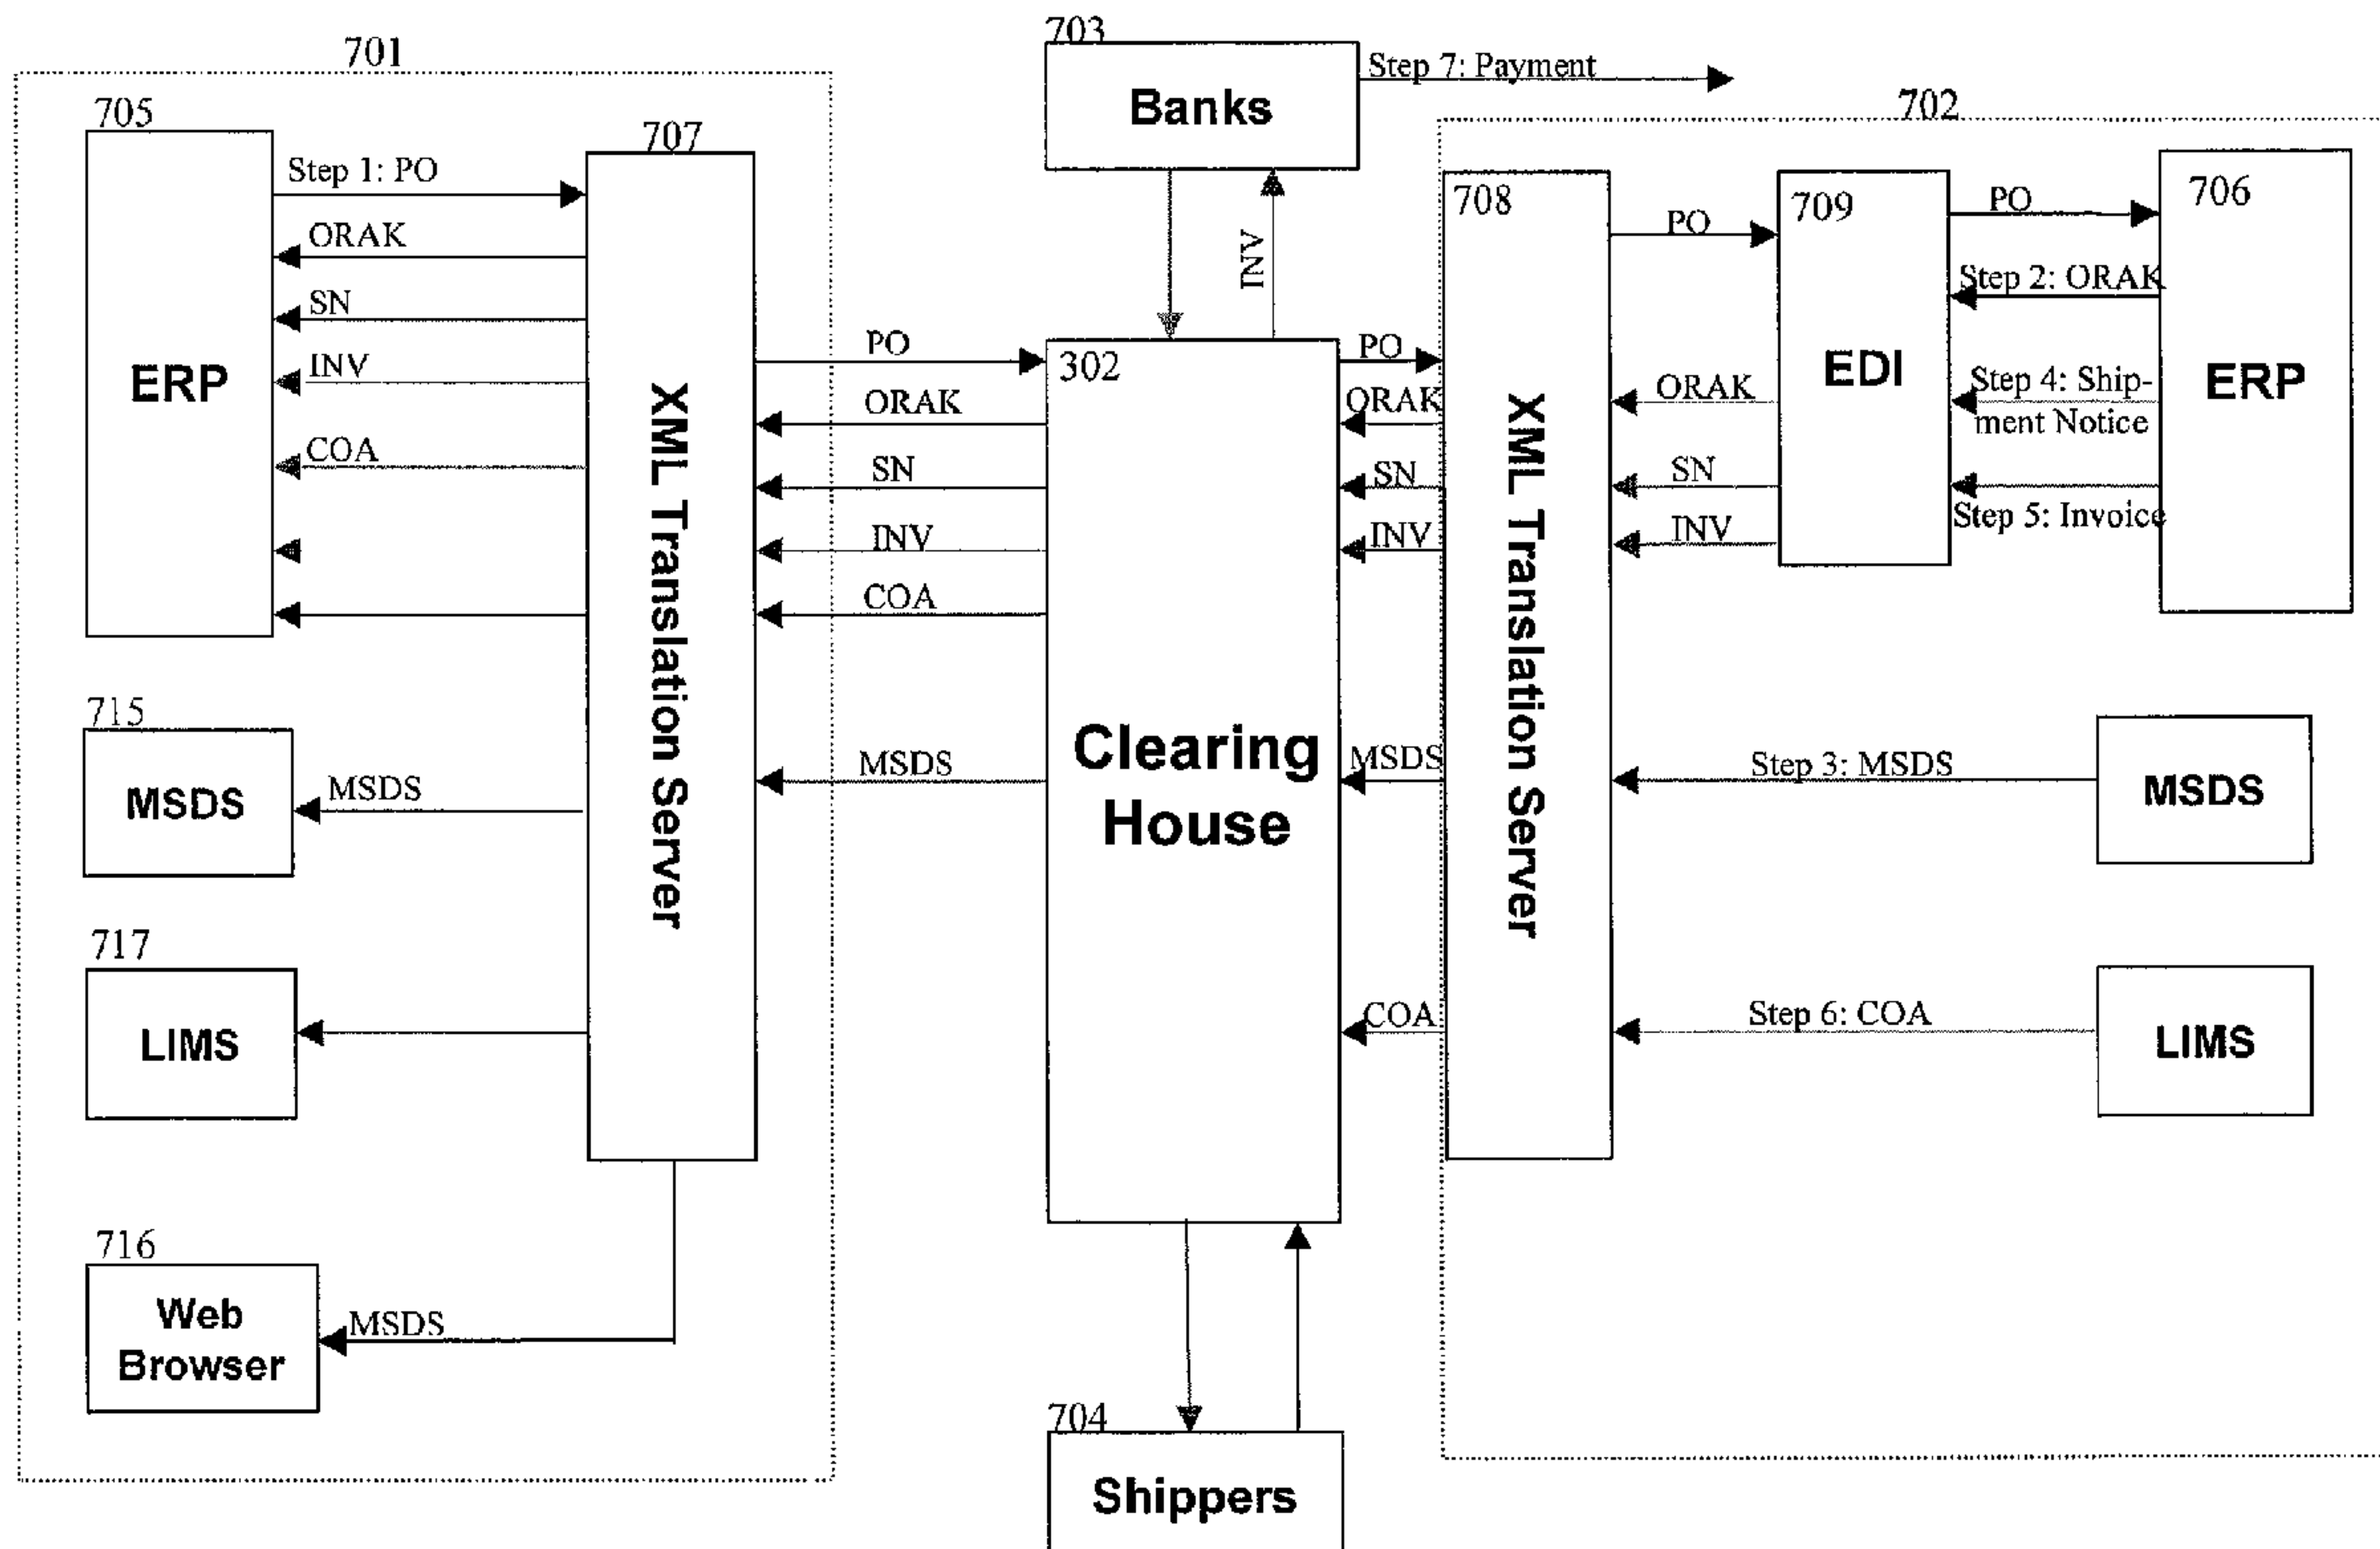 701
705
ERP
Step 1: PO
ORAK
SN
INV
COA
707
XML Translation Server
715
MSDS
MSDS
717
LIMS
716
Web
Browser
MSDS
PO
ORAK
SN
INV
COA
MSDS
703
Banks
Step 7: Payment
INV
302
Clearing
House
704
Shippers
PO
ORAK
SN
INV
MSDS
COA
702
708
XML Translation Server
PO
ORAK
SN
INV
709
EDI
PO
Step 2: ORAK
Step 4: Ship-
ment Notice
Step 5: Invoice
706
ERP
Step 3: MSDS
MSDS
Step 6: COA
LIMS